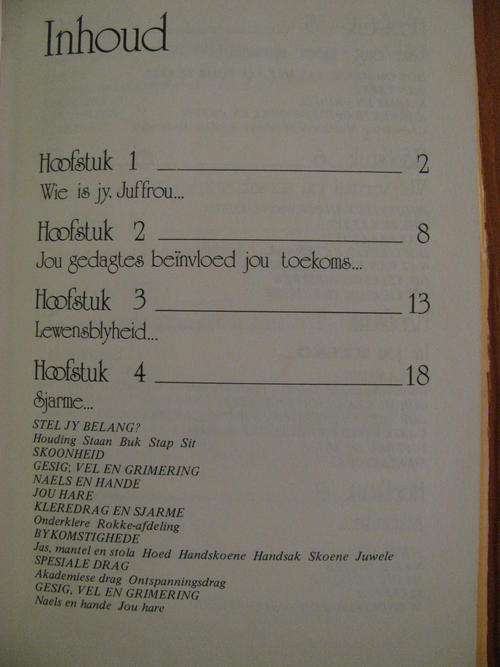 Inhoud
Hoofstuk 1 2
Wie is jy, Juffrou...
Hoofstuk 2 8
Jou gedagtes beïnvloed jou toekoms...
Hoofstuk 3 13
Lewensblyheid...
Hoofstuk 4 18
Sjarme...
STEL JY BELANG?
Houding Staan Buk Stap Sit
SKOONHEID
GESIG; VEL EN GRIMERING
NAELS EN HANDE
JOU HARE
KLEREDRAG EN SJARME
Onderklere Rokke-afdeling
BYKOMSTIGHEDE
Jas, mantel en stola Hoed Handskoene Handsak Skoene Juwele
SPESIALE DRAG
Akademiese drag Ontspanningsdrag
GESIG, VEL EN GRIMERING
Naels en hande Jou hare